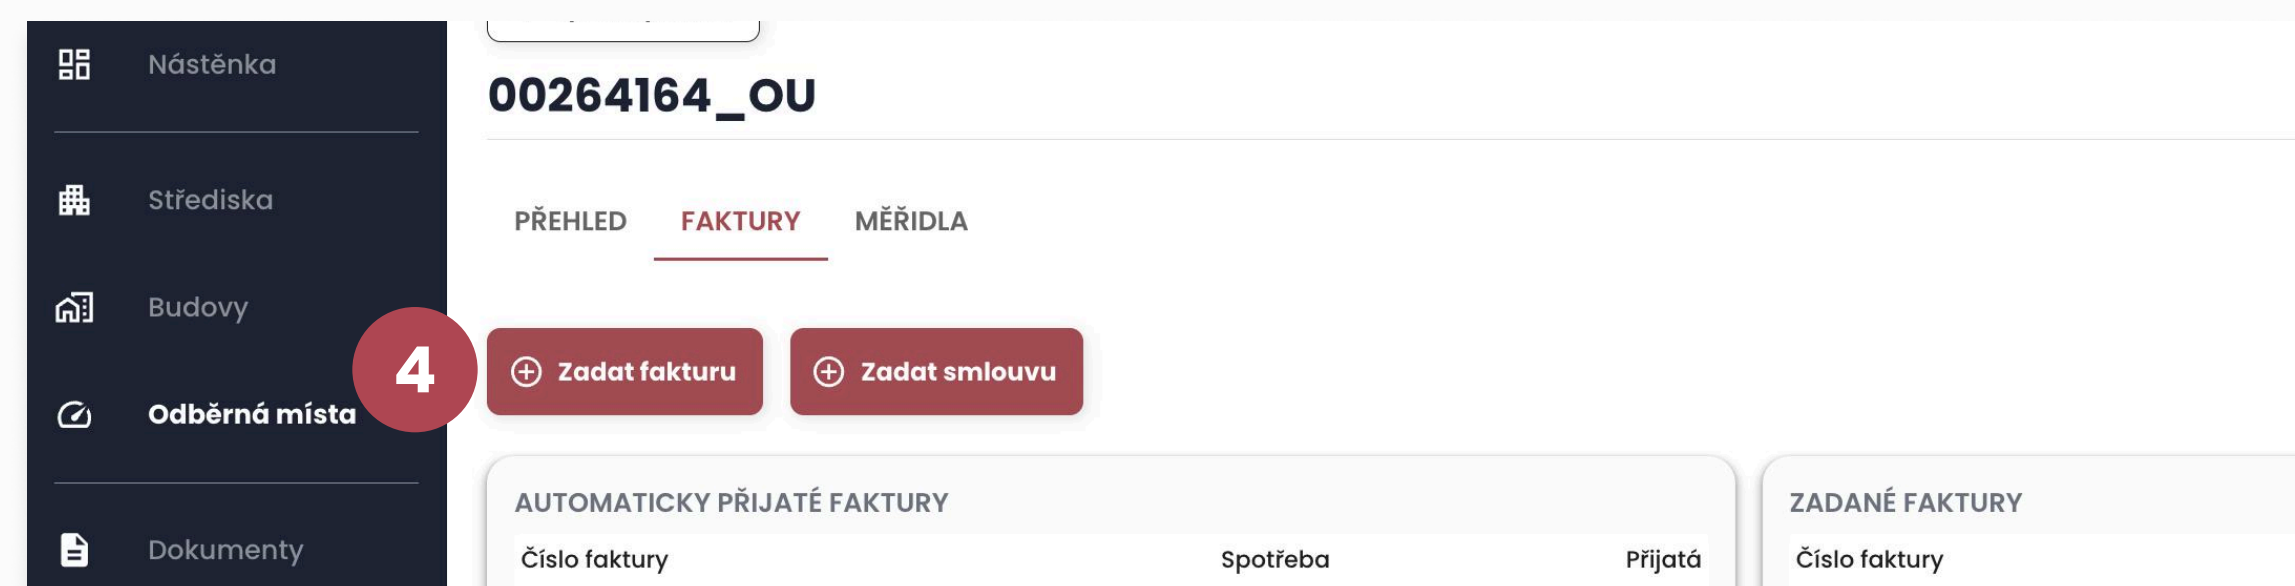 Nástěnka
Střediska
Budovy
Odběrná místa
Dokumenty
00264164_OU
PŘEHLED FAKTURY MĚŘIDLA
4
Zadat fakturu Zadat smlouvu
AUTOMATICKY PŘIJATÉ FAKTURY
Číslo faktury Spotřeba Přijatá
ZADANÉ FAKTURY
Číslo faktury